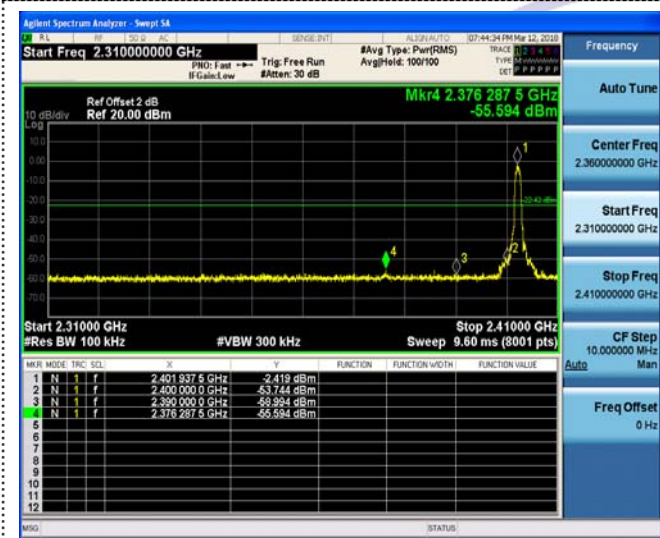 Agilent Spectrum Analyzer - Swept SA
RL RF 50 Ω AC SENSE:INT ALIGN AUTO 07:44:34 PM Mar 12, 2018
Start Freq 2.310000000 GHz #Avg Type: Pwr(RMS) TRACE 1 2 3 4 5 6
PNO: Fast Trig: Free Run Avg|Hold: 100/100 TYPE
IFGain:Low #Atten: 30 dB DET P P P P P P
Frequency
Ref Offset 2 dB Mkr4 2.376 287 5 GHz
10 dB/div Ref 20.00 dBm -55.594 dBm
Log
10.0
0.00
-10.0
-20.0
-30.0
-40.0
-50.0
-60.0
-70.0
1
-22.42 dBm
4
3
2
Start 2.31000 GHz Stop 2.41000 GHz
#Res BW 100 kHz #VBW 300 kHz Sweep 9.60 ms (8001 pts)
MKR MODE TRC SCL X Y FUNCTION FUNCTION WIDTH FUNCTION VALUE
1 N 1 f 2.401 937 5 GHz -2.419 dBm
2 N 1 f 2.400 000 0 GHz -53.744 dBm
3 N 1 f 2.390 000 0 GHz -58.994 dBm
4 N 1 f 2.376 287 5 GHz -55.594 dBm
5
6
7
8
9
10
11
12
MSG STATUS
Auto Tune
Center Freq
2.360000000 GHz
Start Freq
2.310000000 GHz
Stop Freq
2.410000000 GHz
CF Step
10.000000 MHz
Auto Man
Freq Offset
0 Hz